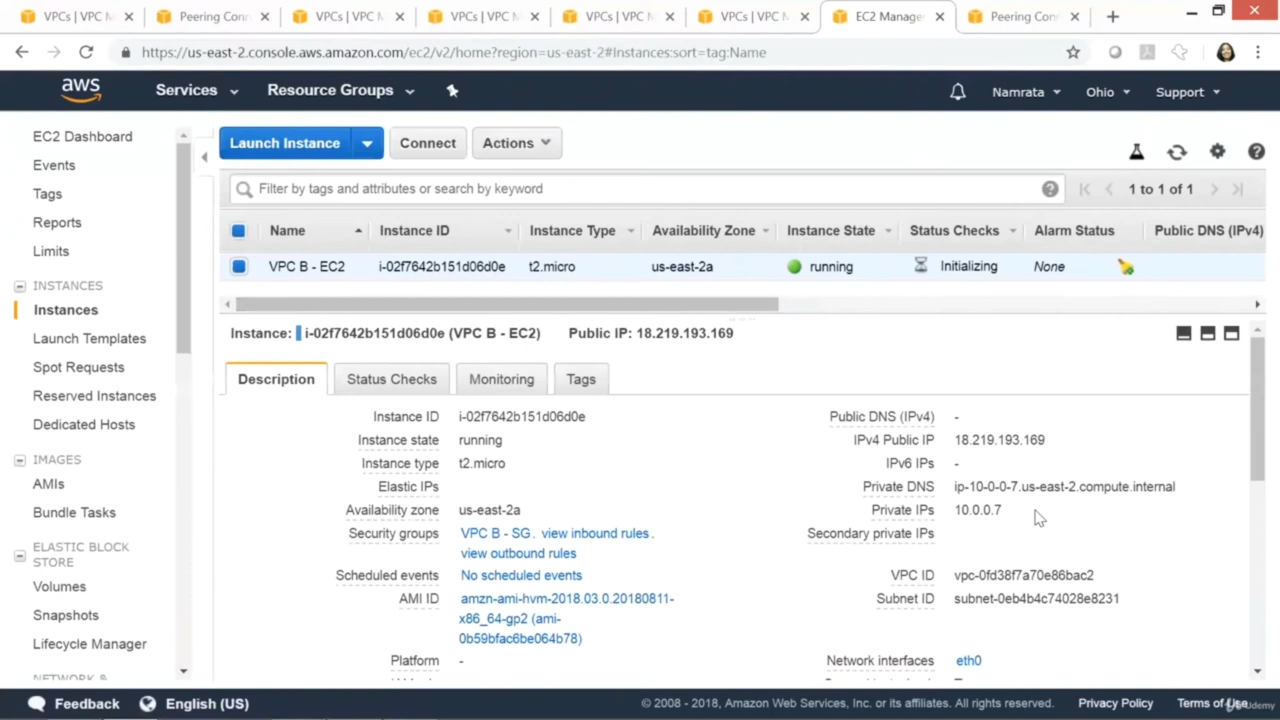 VPCs | VPC M
Peering Conn
VPCs | VPC M
VPCs | VPC M
VPCs | VPC M
VPCs | VPC M
EC2 Manage
Peering Conn
https://us-east-2.console.aws.amazon.com/ec2/v2/home?region=us-east-2#Instances:sort=tag:Name
aws Services Resource Groups Namrata Ohio Support
EC2 Dashboard
Events
Tags
Reports
Limits
INSTANCES
Instances
Launch Templates
Spot Requests
Reserved Instances
Dedicated Hosts
IMAGES
AMIs
Bundle Tasks
ELASTIC BLOCK
STORE
Volumes
Snapshots
Lifecycle Manager
Launch Instance Connect Actions
Filter by tags and attributes or search by keyword 1 to 1 of 1
Name Instance ID Instance Type Availability Zone Instance State Status Checks Alarm Status Public DNS (IPv4)
VPC B - EC2 i-02f7642b151d06d0e t2.micro us-east-2a running Initializing None
Instance: i-02f7642b151d06d0e (VPC B - EC2) Public IP: 18.219.193.169
Description Status Checks Monitoring Tags
Instance ID i-02f7642b151d06d0e Public DNS (IPv4) -
Instance state running IPv4 Public IP 18.219.193.169
Instance type t2.micro IPv6 IPs -
Elastic IPs Private DNS ip-10-0-0-7.us-east-2.compute.internal
Availability zone us-east-2a Private IPs 10.0.0.7
Security groups VPC B - SG. view inbound rules. Secondary private IPs
view outbound rules
Scheduled events No scheduled events VPC ID vpc-0fd38f7a70e86bac2
AMI ID amzn-ami-hvm-2018.03.0.20180811- Subnet ID subnet-0eb4b4c74028e8231
x86_64-gp2 (ami-
0b59bfac6be064b78)
Platform - Network interfaces eth0
Feedback English (US) © 2008 - 2018, Amazon Web Services, Inc. or its affiliates. All rights reserved. Privacy Policy Terms of Use
Udemy